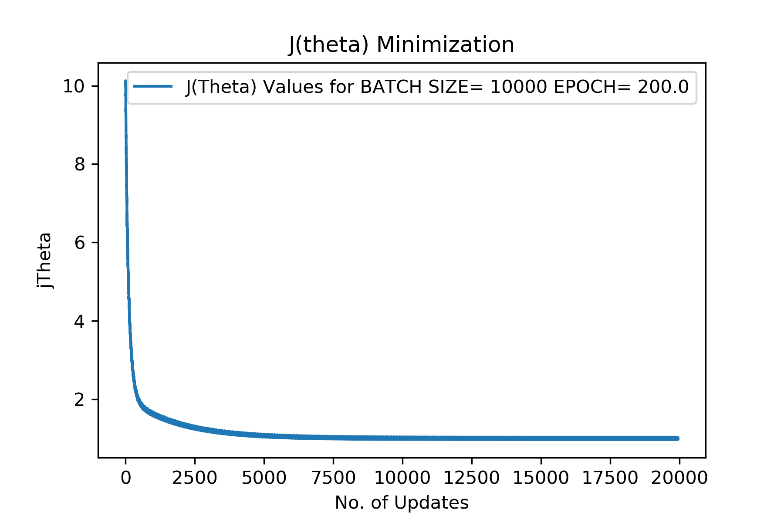 J(theta) Minimization
J(Theta) Values for BATCH SIZE= 10000 EPOCH= 200.0
10
8
6
4
2
jTheta
0 2500 5000 7500 10000 12500 15000 17500 20000
No. of Updates